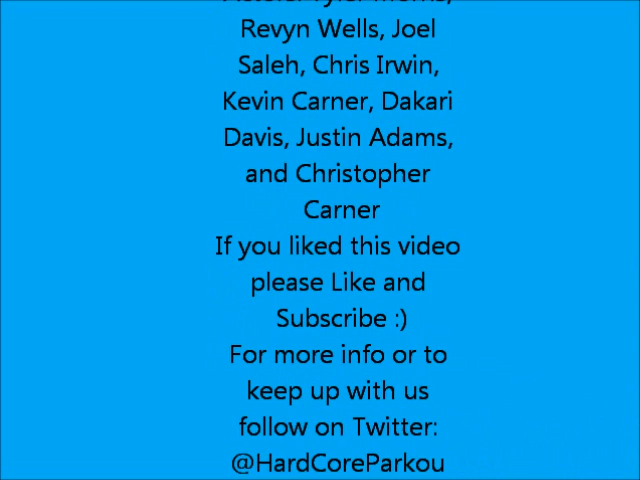 Revyn Wells, Joel
Saleh, Chris Irwin,
Kevin Carner, Dakari
Davis, Justin Adams,
and Christopher
Carner
If you liked this video
please Like and
Subscribe :)
For more info or to
keep up with us
follow on Twitter:
@HardCoreParkou